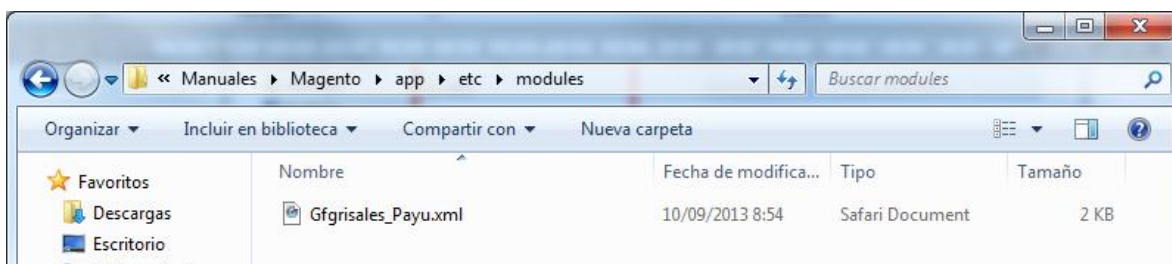 « Manuales ▸ Magento ▸ app ▸ etc ▸ modules Buscar modules
Organizar Incluir en biblioteca Compartir con Nueva carpeta
Favoritos Nombre Fecha de modifica... Tipo Tamaño
Descargas Gfgrisales_Payu.xml 10/09/2013 8:54 Safari Document 2 KB
Escritorio